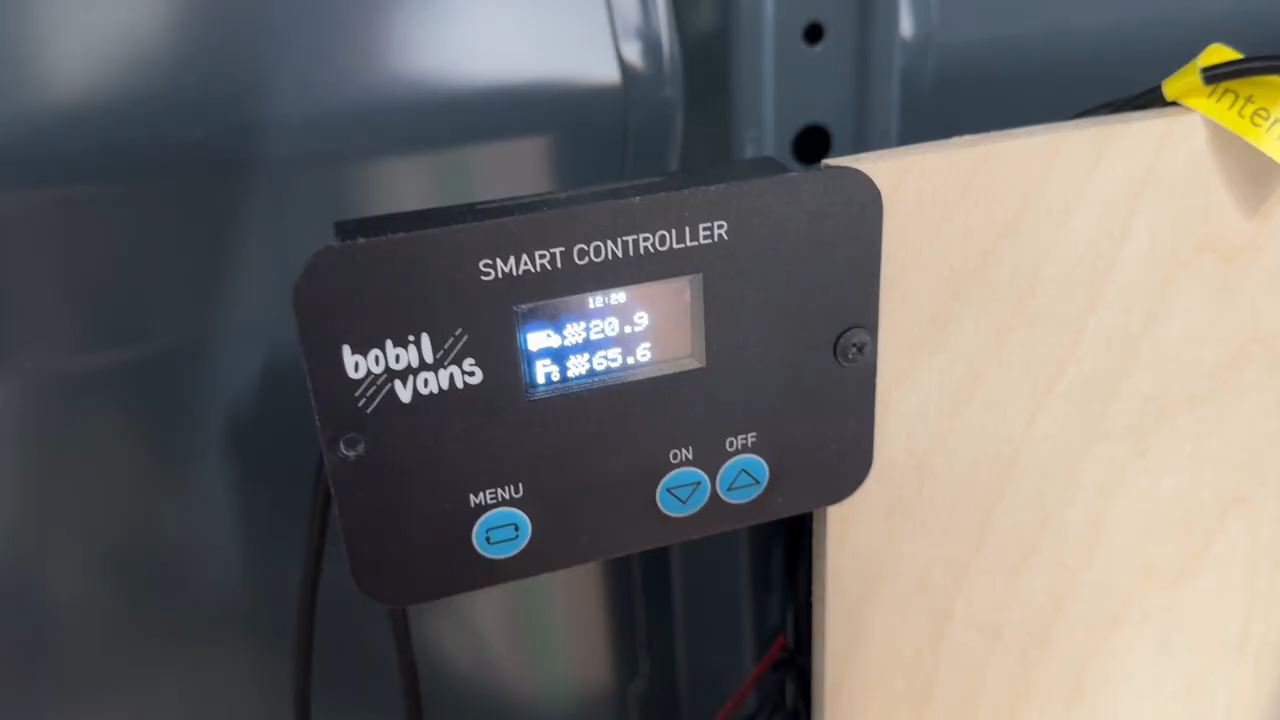 SMART CONTROLLER
12:20
20.9
65.6
bobil
vans
ON
OFF
MENU
Inter